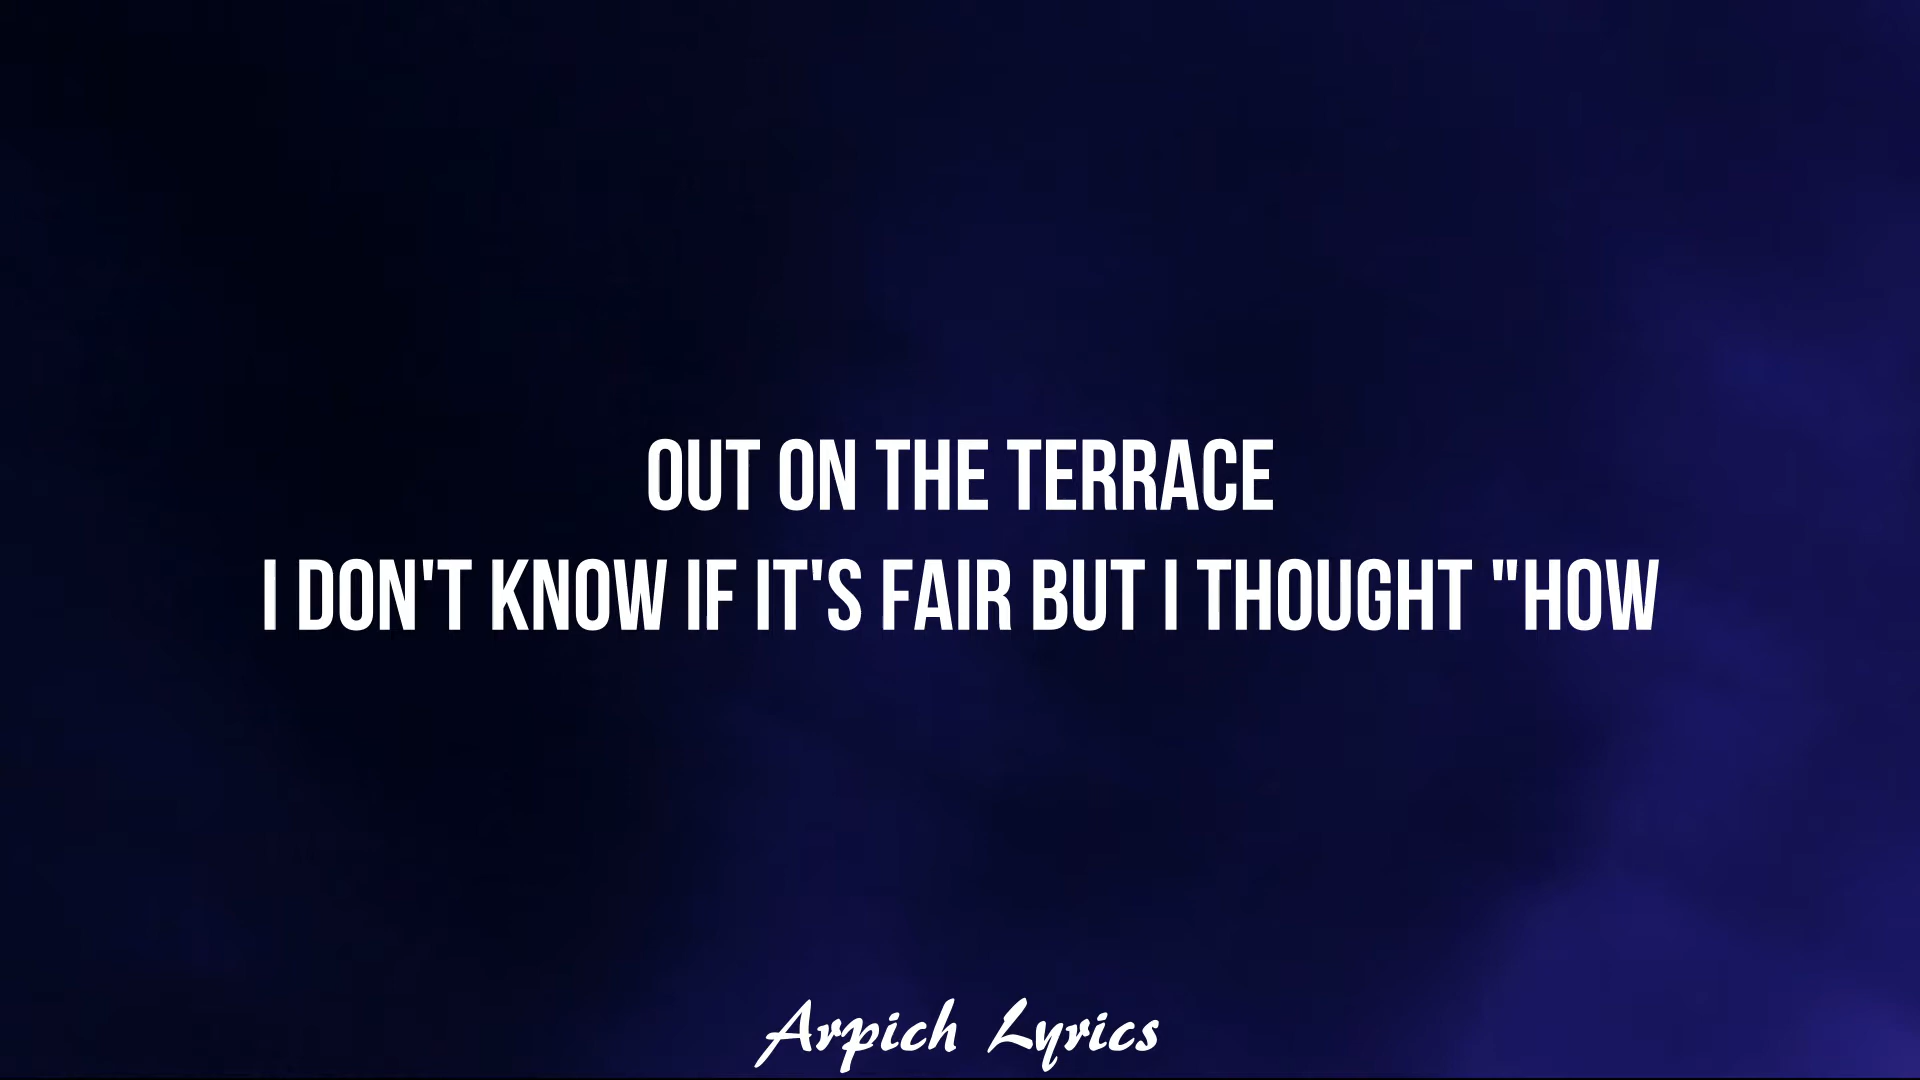 OUT ON THE TERRACE
I DON'T KNOW IF IT'S FAIR BUT I THOUGHT "HOW
Arpich Lyrics